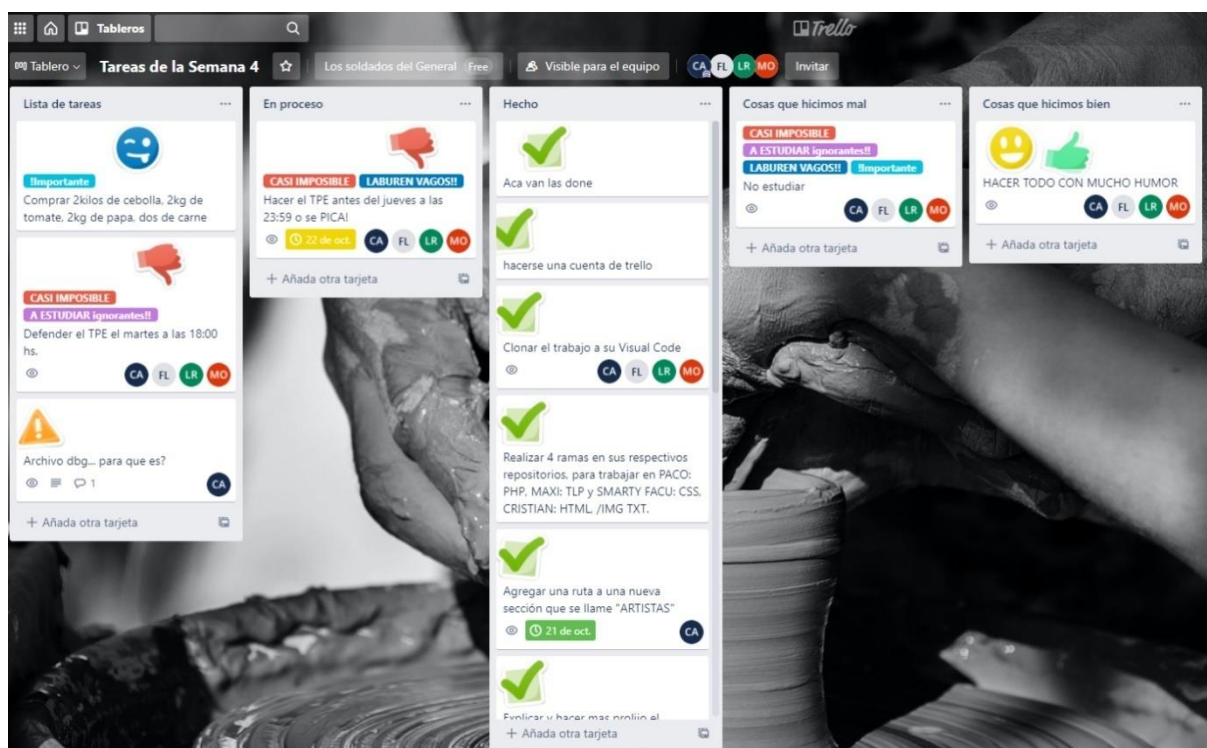 Tableros
Trello
Tablero
Tareas de la Semana 4
Los soldados del General Free
Visible para el equipo
CA FL LR MO
Invitar
Lista de tareas
!!Importante
Comprar 2kilos de cebolla, 2kg de
tomate, 2kg de papa, dos de carne
CASI IMPOSIBLE
A ESTUDIAR ignorantes!!
Defender el TPE el martes a las 18:00
hs.
CA FL LR MO
Archivo dbg... para que es?
1
CA
+ Añada otra tarjeta
En proceso
CASI IMPOSIBLE LABUREN VAGOS!!
Hacer el TPE antes del jueves a las
23:59 o se PICA!
22 de oct. CA FL LR MO
+ Añada otra tarjeta
Hecho
Aca van las done
hacerse una cuenta de trello
Clonar el trabajo a su Visual Code
CA FL LR MO
Realizar 4 ramas en sus respectivos
repositorios, para trabajar en PACO:
PHP, MAXI: TLP y SMARTY FACU: CSS,
CRISTIAN: HTML, /IMG TXT.
Agregar una ruta a una nueva
sección que se llame "ARTISTAS"
21 de oct. CA
Explicar y hacer mas prolijo el
+ Añada otra tarjeta
Cosas que hicimos mal
CASI IMPOSIBLE
A ESTUDIAR ignorantes!!
LABUREN VAGOS!! !!Importante
No estudiar
CA FL LR MO
+ Añada otra tarjeta
Cosas que hicimos bien
HACER TODO CON MUCHO HUMOR
CA FL LR MO
+ Añada otra tarjeta